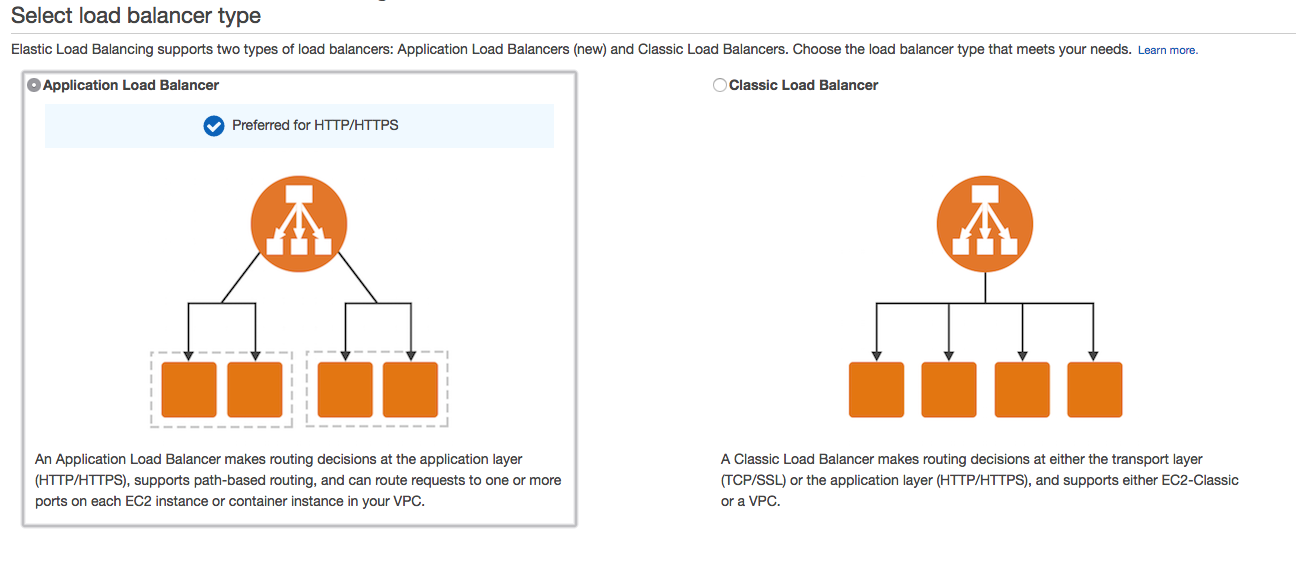 Select load balancer type
Elastic Load Balancing supports two types of load balancers: Application Load Balancers (new) and Classic Load Balancers. Choose the load balancer type that meets your needs. Learn more.
Application Load Balancer
Preferred for HTTP/HTTPS
An Application Load Balancer makes routing decisions at the application layer
(HTTP/HTTPS), supports path-based routing, and can route requests to one or more
ports on each EC2 instance or container instance in your VPC.
Classic Load Balancer
A Classic Load Balancer makes routing decisions at either the transport layer
(TCP/SSL) or the application layer (HTTP/HTTPS), and supports either EC2-Classic
or a VPC.